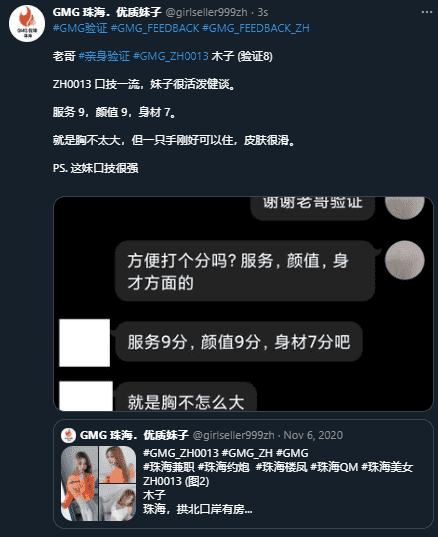 GMG 珠海．优质妹子 @girlseller999zh · 3s
#GMG验证 #GMG_FEEDBACK #GMG_FEEDBACK_ZH
老哥 #亲身验证 #GMG_ZH0013 木子 (验证8)
ZH0013 口技一流，妹子很活泼健谈。
服务 9，颜值 9，身材 7。
就是胸不太大，但一只手刚好可以住，皮肤很滑。
PS. 这妹口技很强
谢谢老哥验证
方便打个分吗？服务，颜值，身
才方面的
服务9分，颜值9分，身材7分吧
就是胸不怎么大
GMG 珠海．优质妹子 @girlseller999zh · Nov 6, 2020
#GMG_ZH0013 #GMG_ZH #GMG
#珠海兼职 #珠海约炮 #珠海楼凤 #珠海QM #珠海美女
ZH0013 (图2)
木子
珠海，拱北口岸有房...